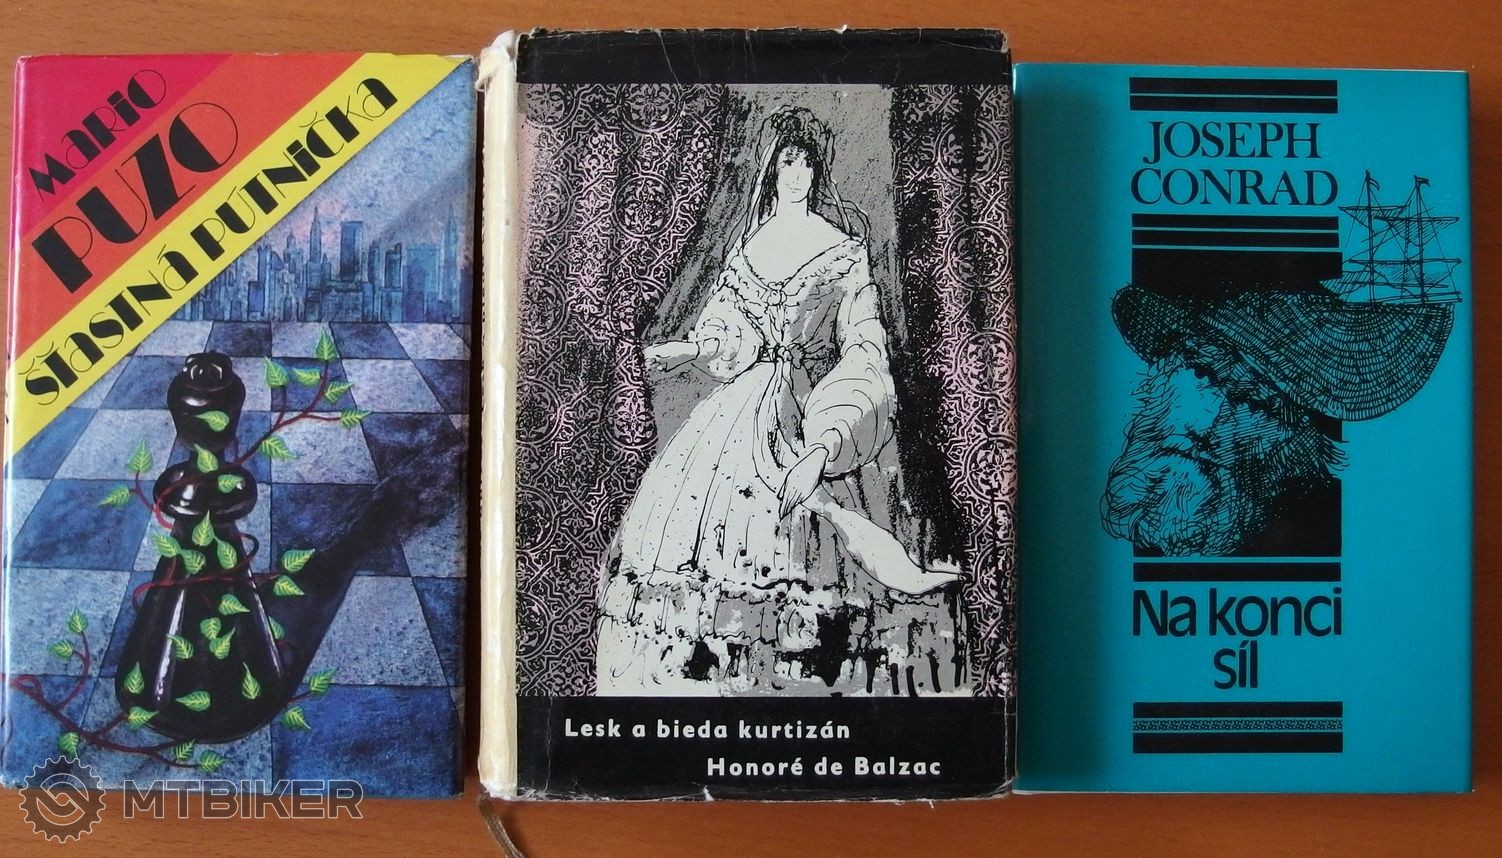 MARIO
PUZO
ŠŤASTNÁ PÚTNIČKA
Lesk a bieda kurtizán
Honoré de Balzac
JOSEPH
CONRAD
Na konci
síl
MTBIKER